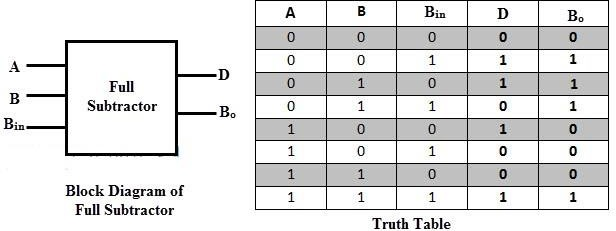 A
B
Bin
Full
Subtractor
D
Bo
Block Diagram of
Full Subtractor
A B Bin D Bo
0 0 0 0 0
0 0 1 1 1
0 1 0 1 1
0 1 1 0 1
1 0 0 1 0
1 0 1 0 0
1 1 0 0 0
1 1 1 1 1
Truth Table